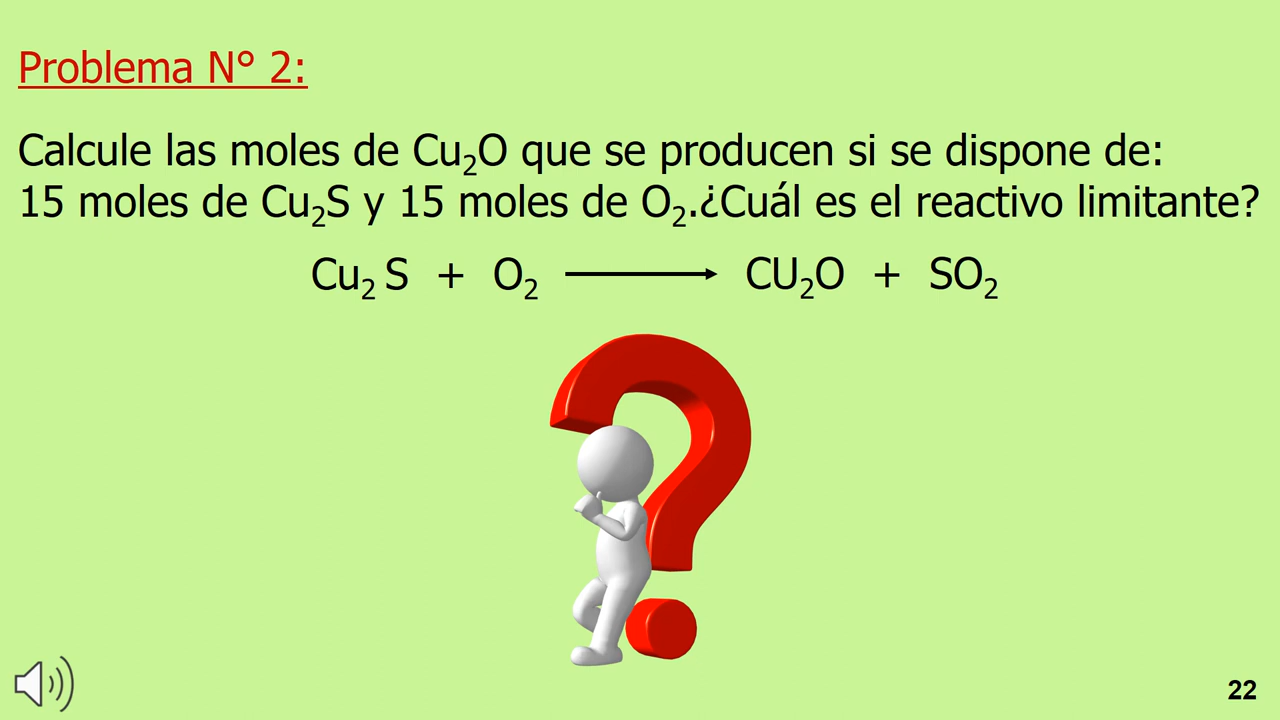 Problema N° 2:
Calcule las moles de Cu₂O que se producen si se dispone de:
15 moles de Cu₂S y 15 moles de O₂.¿Cuál es el reactivo limitante?
Cu₂ S + O₂ ⟶ CU₂O + SO₂
22